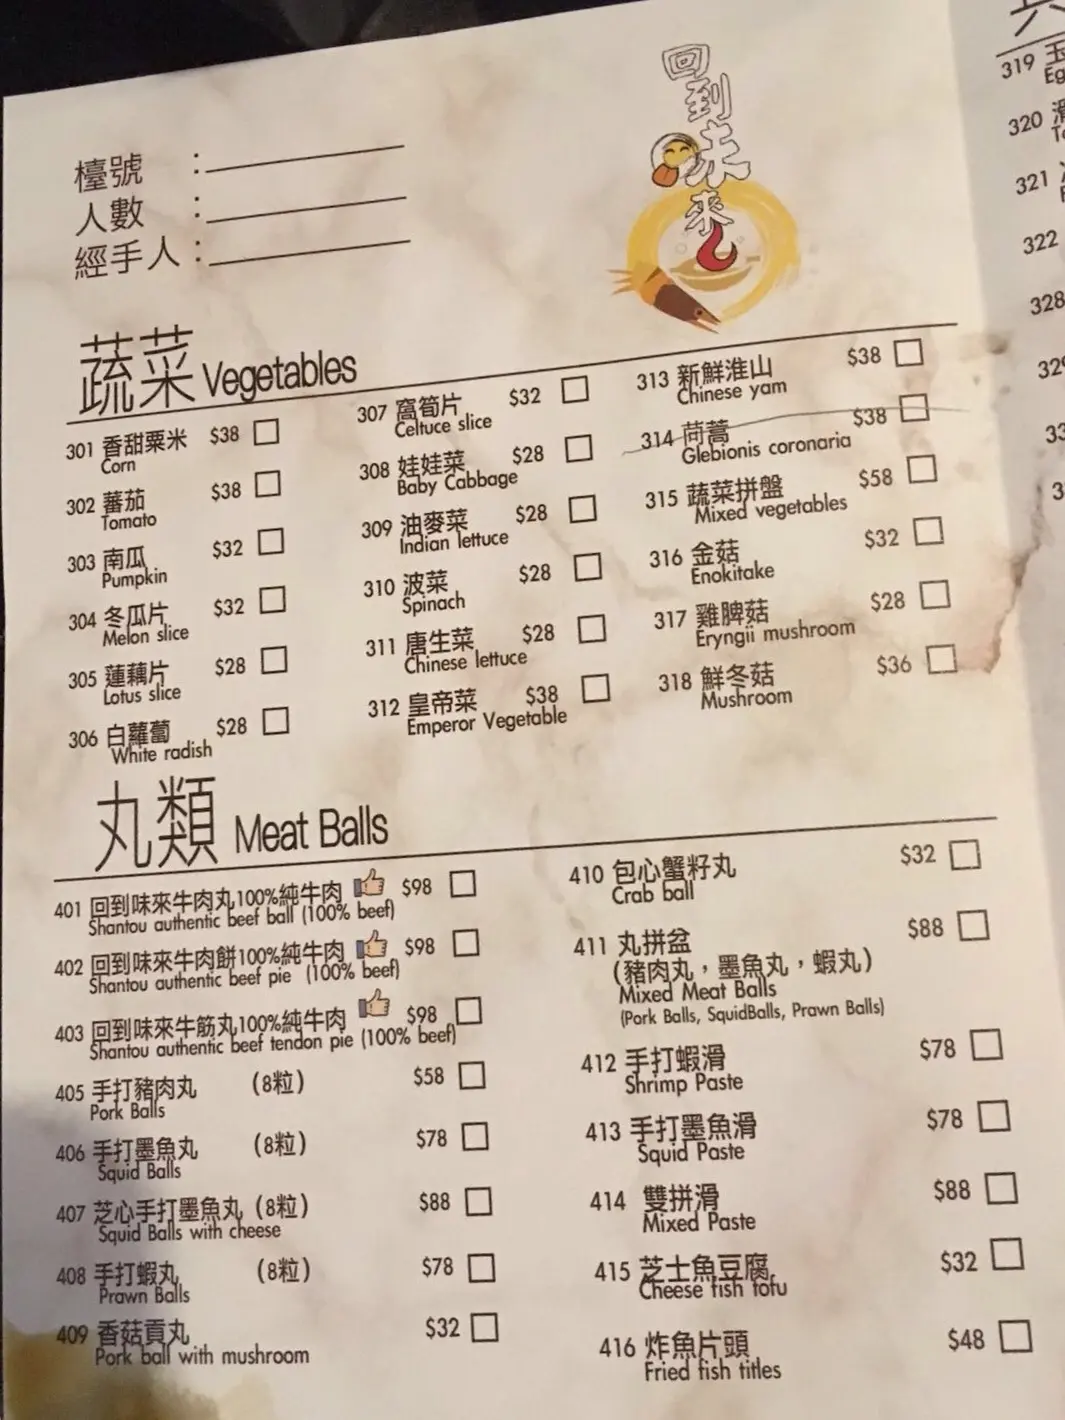 回到未來
檯號 : 
人數 : 
經手人 : 
蔬菜 Vegetables
301 香甜粟米 $38
Corn
302 蕃茄 $38
Tomato
303 南瓜 $32
Pumpkin
304 冬瓜片 $32
Melon slice
305 蓮藕片 $28
Lotus slice
306 白蘿蔔 $28
White radish
307 窩筍片 $32
Celtuce slice
308 娃娃菜 $28
Baby Cabbage
309 油麥菜 $28
Indian lettuce
310 波菜 $28
Spinach
311 唐生菜 $28
Chinese lettuce
312 皇帝菜 $38
Emperor Vegetable
313 新鮮淮山 $38
Chinese yam
314 茼蒿 $38
Glebionis coronaria
315 蔬菜拼盤 $58
Mixed vegetables
316 金菇 $32
Enokitake
317 雞脾菇 $28
Eryngii mushroom
318 鮮冬菇 $36
Mushroom
丸類 Meat Balls
401 回到味來牛肉丸100%純牛肉 $98
Shantou authentic beef ball (100% beef)
402 回到味來牛肉餅100%純牛肉 $98
Shantou authentic beef pie (100% beef)
403 回到味來牛筋丸100%純牛肉 $98
Shantou authentic beef tendon pie (100% beef)
405 手打豬肉丸 (8粒) $58
Pork Balls
406 手打墨魚丸 (8粒) $78
Squid Balls
407 芝心手打墨魚丸 (8粒) $88
Squid Balls with cheese
408 手打蝦丸 (8粒) $78
Prawn Balls
409 香菇貢丸 $32
Pork ball with mushroom
410 包心蟹籽丸 $32
Crab ball
411 丸拼盆 $88
(豬肉丸，墨魚丸，蝦丸)
Mixed Meat Balls
(Pork Balls, SquidBalls, Prawn Balls)
412 手打蝦滑 $78
Shrimp Paste
413 手打墨魚滑 $78
Squid Paste
414 雙拼滑 $88
Mixed Paste
415 芝士魚豆腐 $32
Cheese fish tofu
416 炸魚片頭 $48
Fried fish titles
319
320
321
322
328